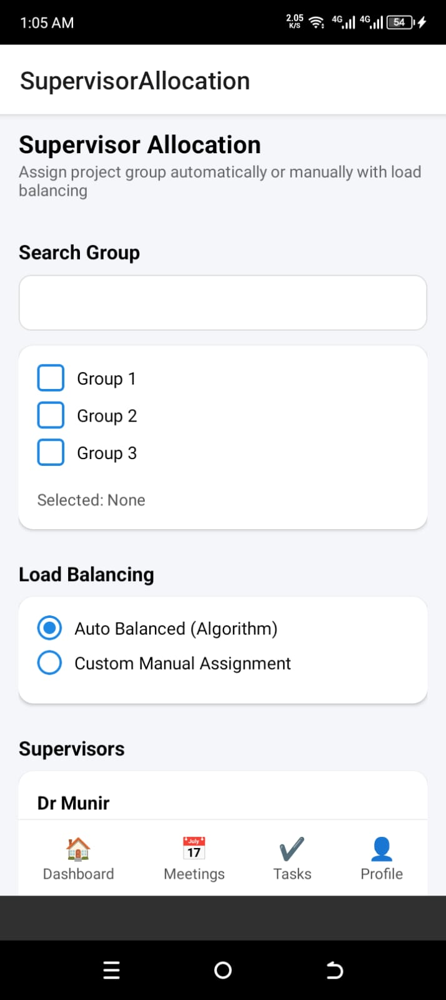 1:05 AM
2.05
K/S
4G
4G
54
SupervisorAllocation
Supervisor Allocation
Assign project group automatically or manually with load
balancing
Search Group
Group 1
Group 2
Group 3
Selected: None
Load Balancing
Auto Balanced (Algorithm)
Custom Manual Assignment
Supervisors
Dr Munir
July
17
Dashboard
Meetings
Tasks
Profile